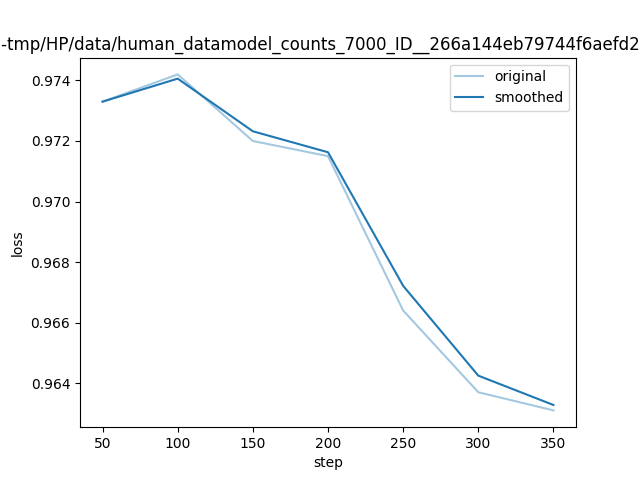 -tmp/HP/data/human_datamodel_counts_7000_ID__266a144eb79744f6aefd2
original
smoothed
0.974
0.972
0.970
0.968
0.966
0.964
loss
50 100 150 200 250 300 350
step